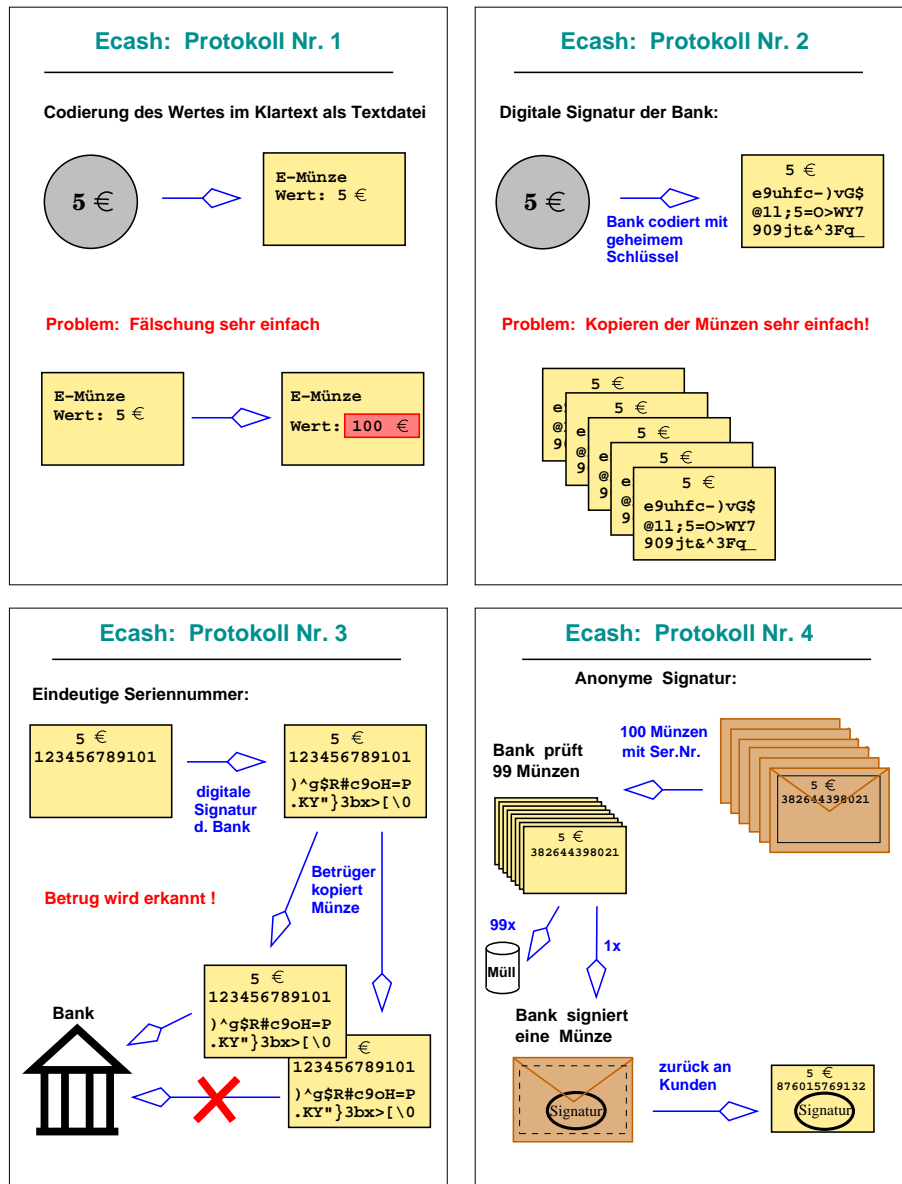 Ecash: Protokoll Nr. 1
Codierung des Wertes im Klartext als Textdatei
5 €
E-Münze
Wert: 5 €
Problem: Fälschung sehr einfach
E-Münze
Wert: 5 €
E-Münze
Wert: 100 €
Ecash: Protokoll Nr. 2
Digitale Signatur der Bank:
5 €
Bank codiert mit
geheimem
Schlüssel
5 €
e9uhfc-)vG$
@1l;5=O>WY7
909jt&^3Fq_
Problem: Kopieren der Münzen sehr einfach!
5 €
5 €
5 €
5 €
5 €
e9uhfc-)vG$
@1l;5=O>WY7
909jt&^3Fq_
Ecash: Protokoll Nr. 3
Eindeutige Seriennummer:
5 €
123456789101
digitale
Signatur
d. Bank
5 €
123456789101
)^g$R#c9oH=P
.KY"}3bx>[\0
Betrüger
kopiert
Münze
Betrug wird erkannt !
5 €
123456789101
)^g$R#c9oH=P
.KY"}3bx>[\0
€
123456789101
)^g$R#c9oH=P
.KY"}3bx>[\0
Bank
Ecash: Protokoll Nr. 4
Anonyme Signatur:
100 Münzen
mit Ser.Nr.
5 €
382644398021
Bank prüft
99 Münzen
5 €
382644398021
99x
Müll
1x
Bank signiert
eine Münze
Signatur
zurück an
Kunden
5 €
876015769132
Signatur